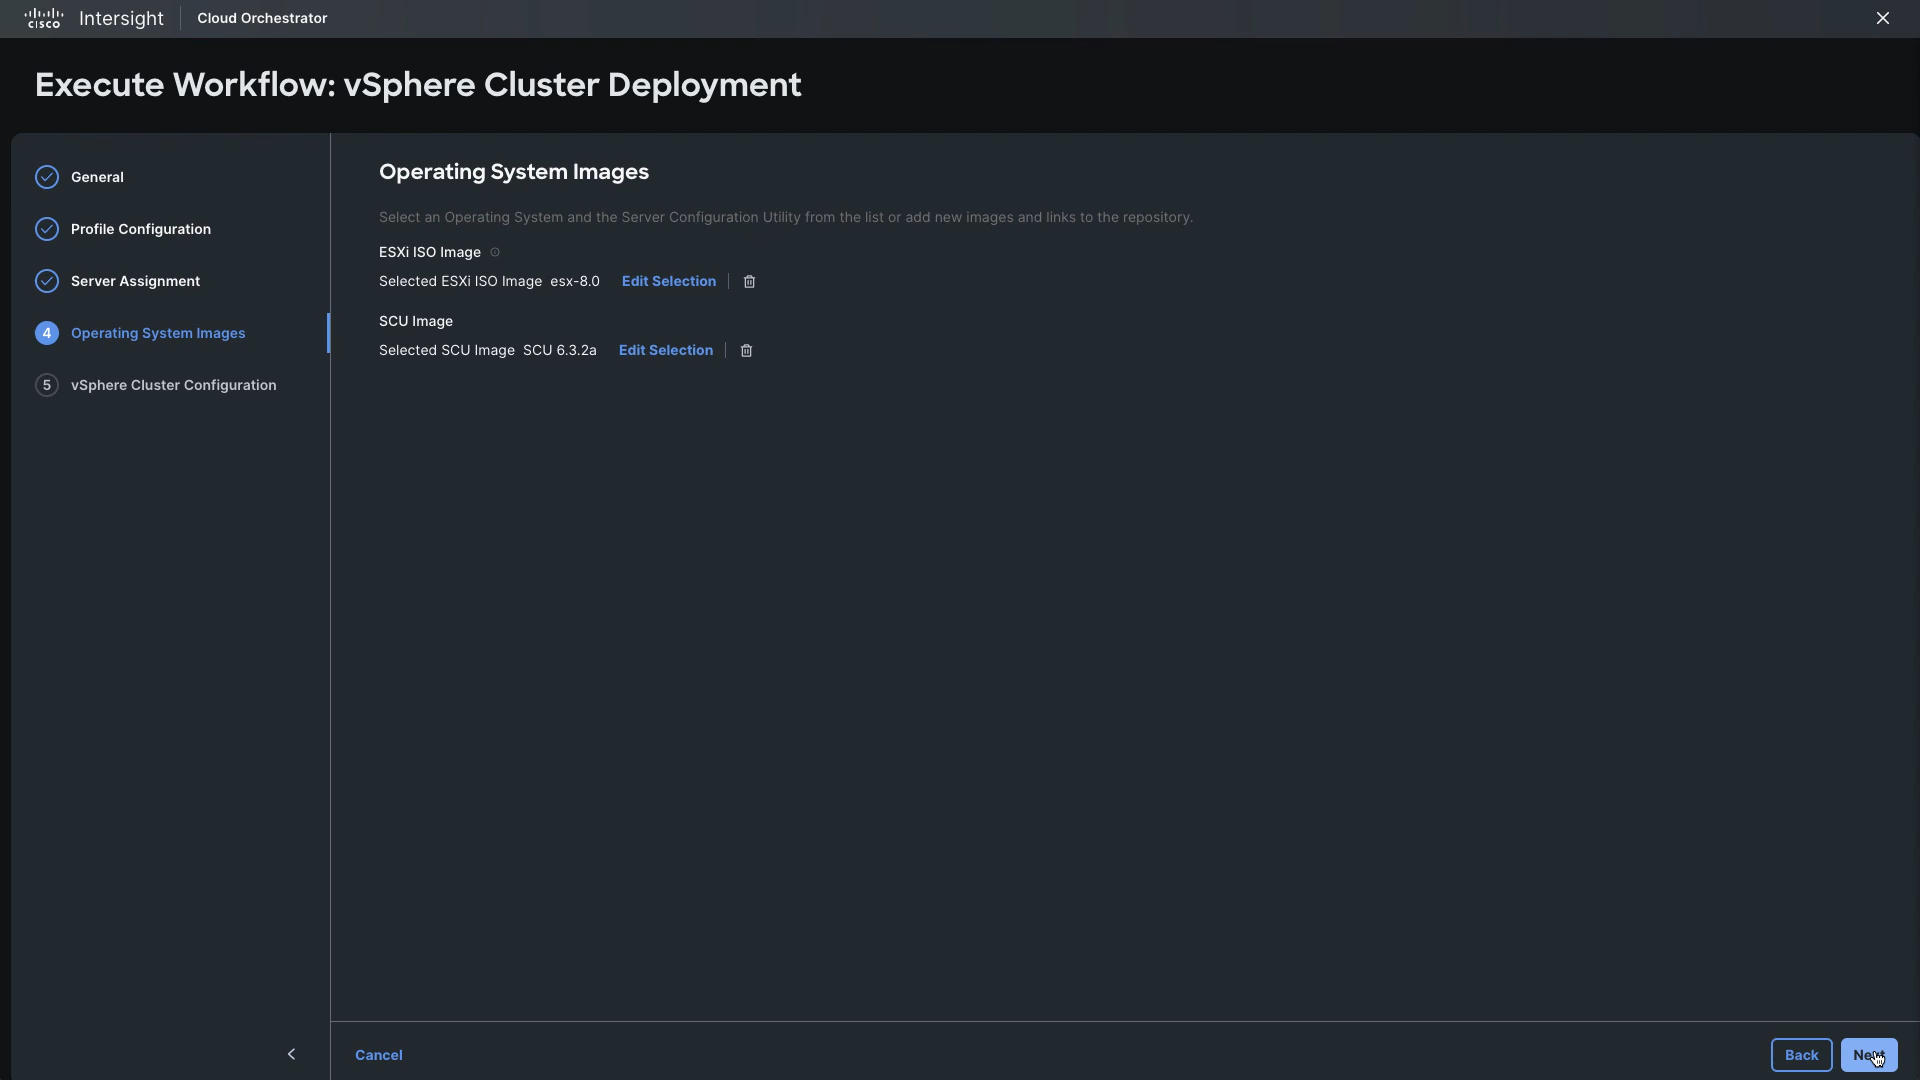 CISCO Intersight Cloud Orchestrator
Execute Workflow: vSphere Cluster Deployment
General
Profile Configuration
Server Assignment
4 Operating System Images
5 vSphere Cluster Configuration
Operating System Images
Select an Operating System and the Server Configuration Utility from the list or add new images and links to the repository.
ESXi ISO Image
Selected ESXi ISO Image esx-8.0 Edit Selection
SCU Image
Selected SCU Image SCU 6.3.2a Edit Selection
Cancel
Back
Next